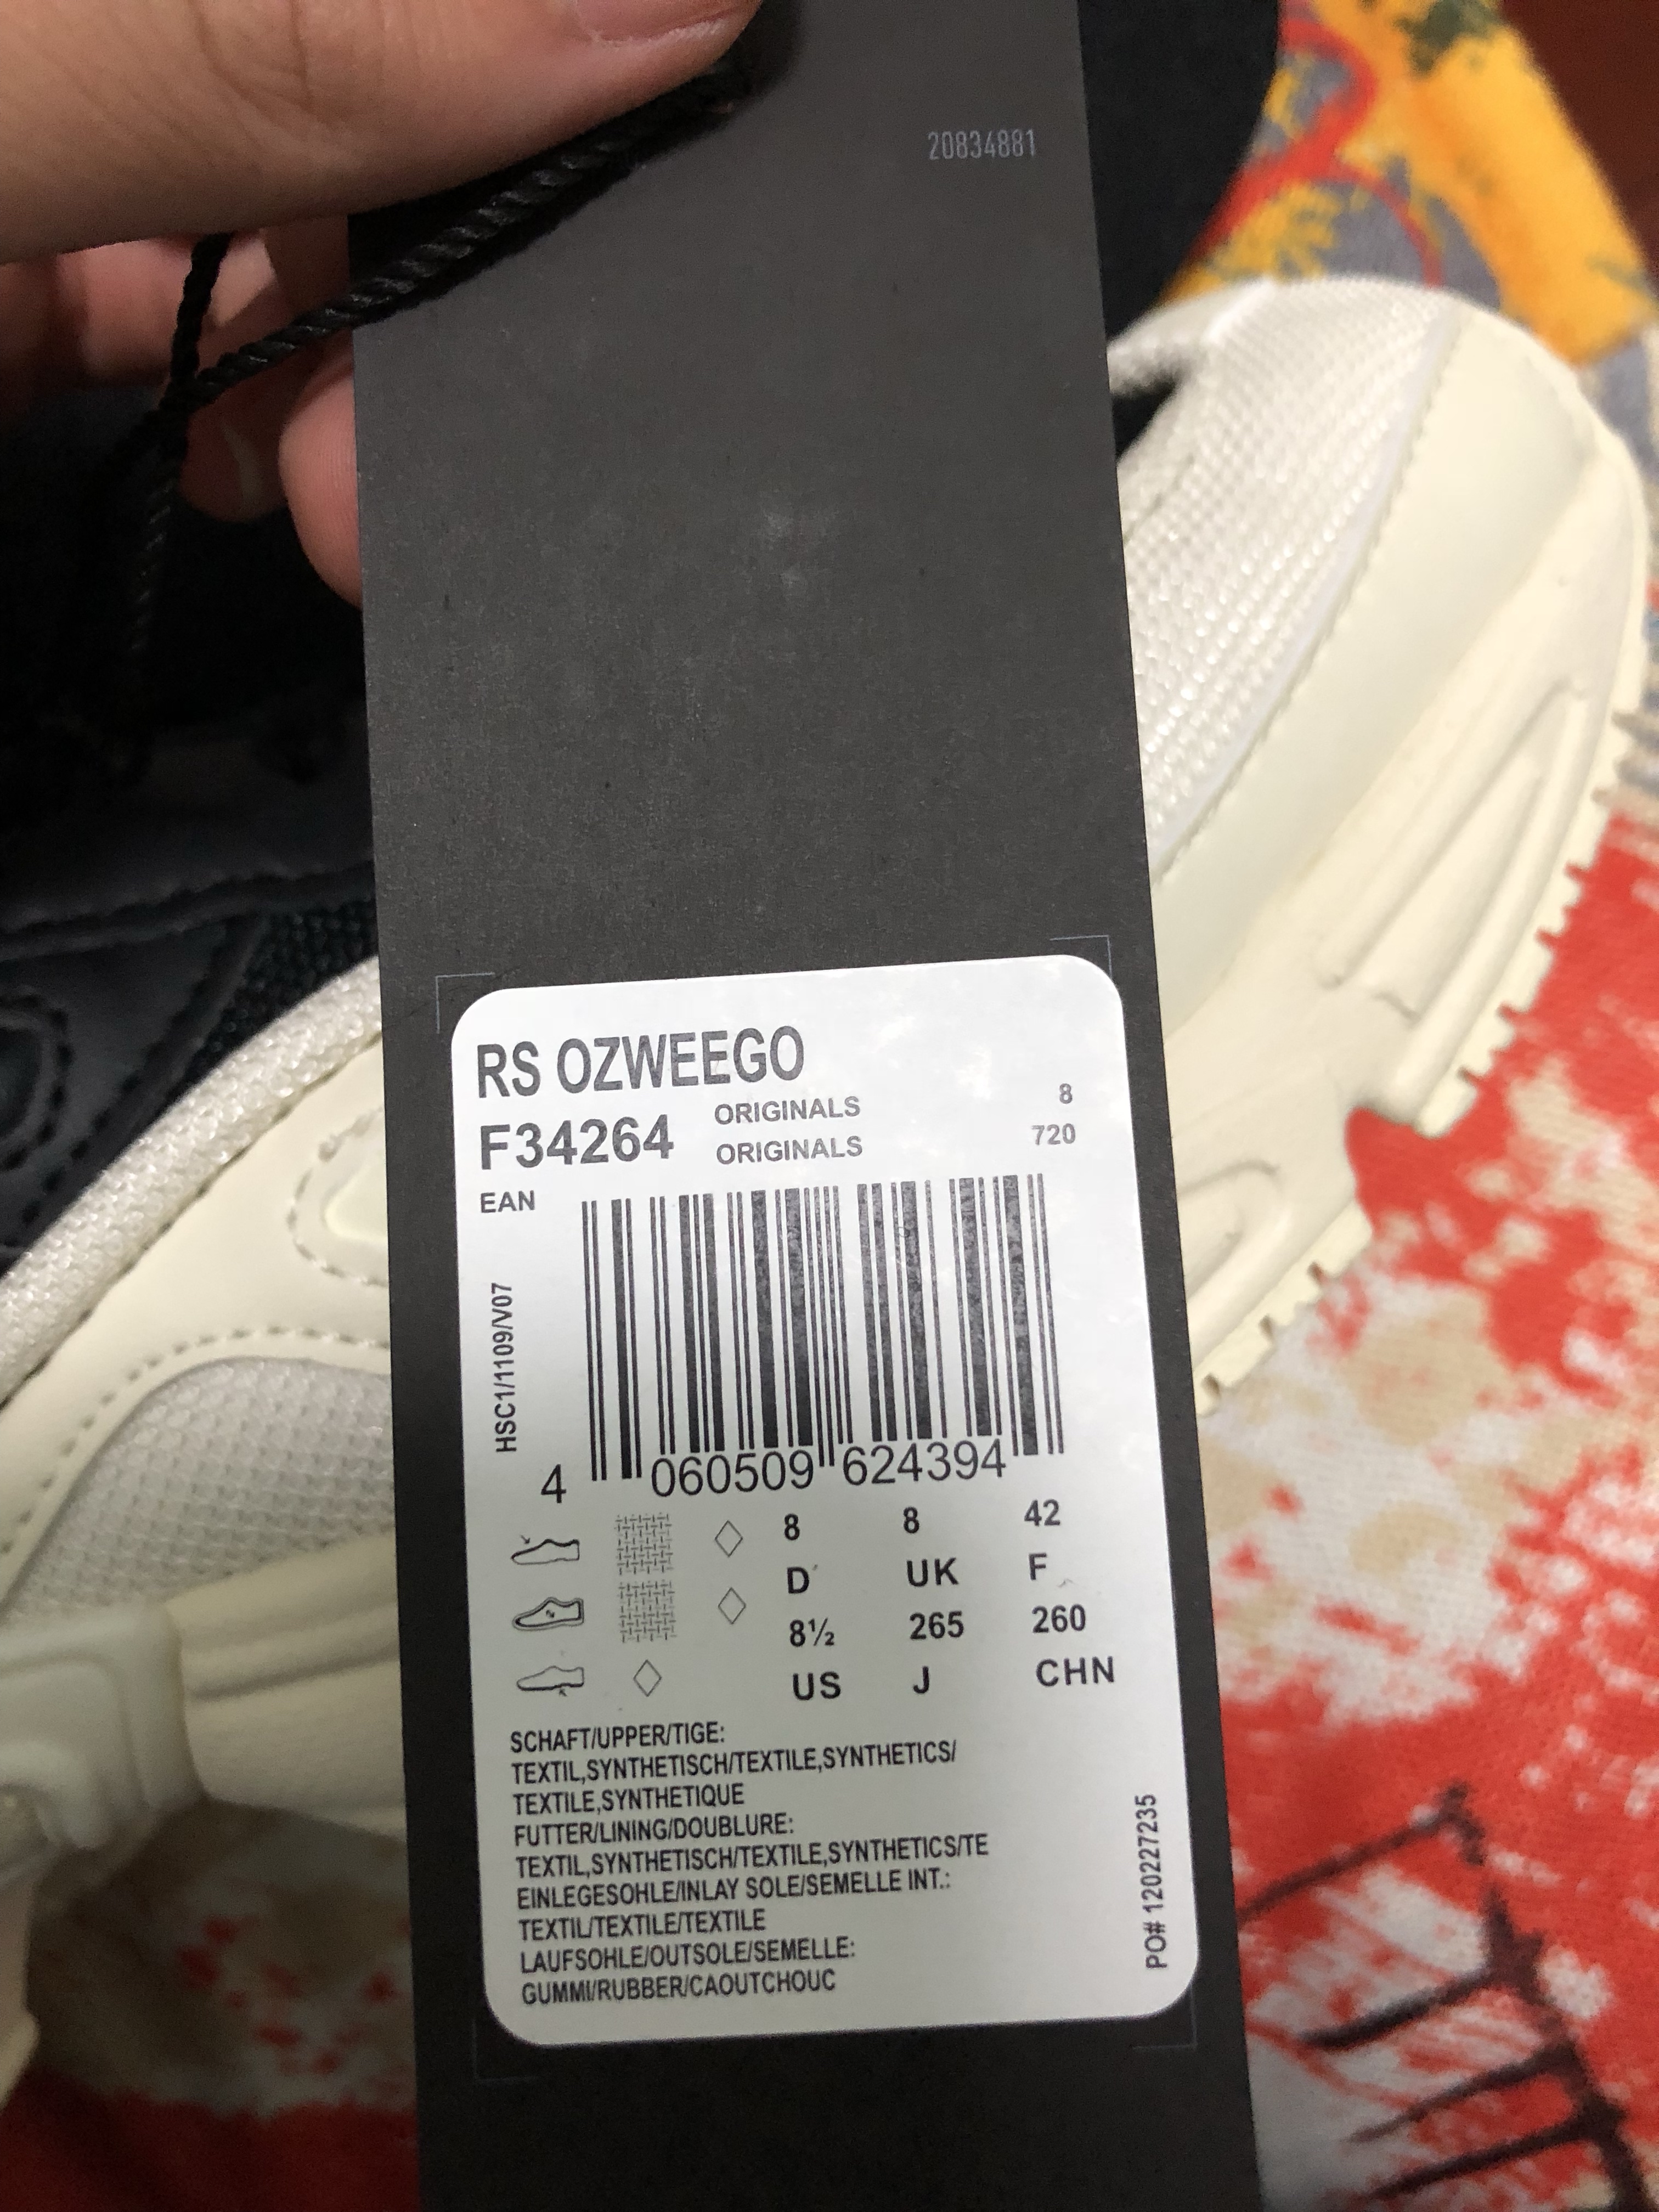 20834881
RS OZWEEGO
F34264 ORIGINALS 8
ORIGINALS 720
EAN
HSC1/1109/V07
4 060509 624394
8 8 42
D UK F
8½ 265 260
US J CHN
SCHAFT/UPPER/TIGE:
TEXTIL,SYNTHETISCH/TEXTILE,SYNTHETICS/
TEXTILE,SYNTHETIQUE
FUTTER/LINING/DOUBLURE:
TEXTIL,SYNTHETISCH/TEXTILE,SYNTHETICS/TE
EINLEGESOHLE/INLAY SOLE/SEMELLE INT.:
TEXTIL/TEXTILE/TEXTILE
LAUFSOHLE/OUTSOLE/SEMELLE:
GUMMI/RUBBER/CAOUTCHOUC
PO# 120227235